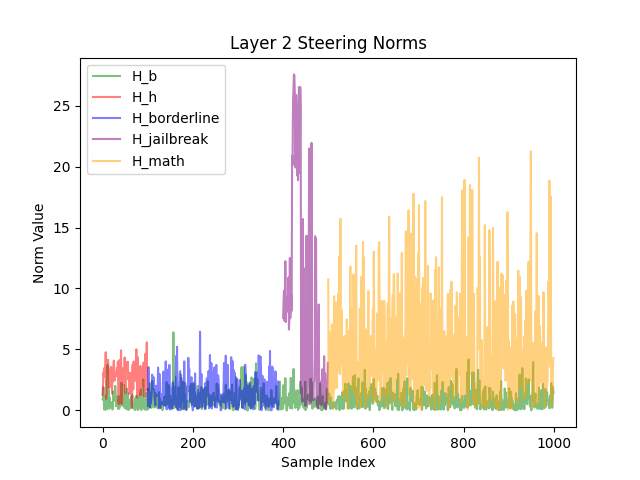 Layer 2 Steering Norms
H_b
H_h
H_borderline
H_jailbreak
H_math
Norm Value
25
20
15
10
5
0
0 200 400 600 800 1000
Sample Index